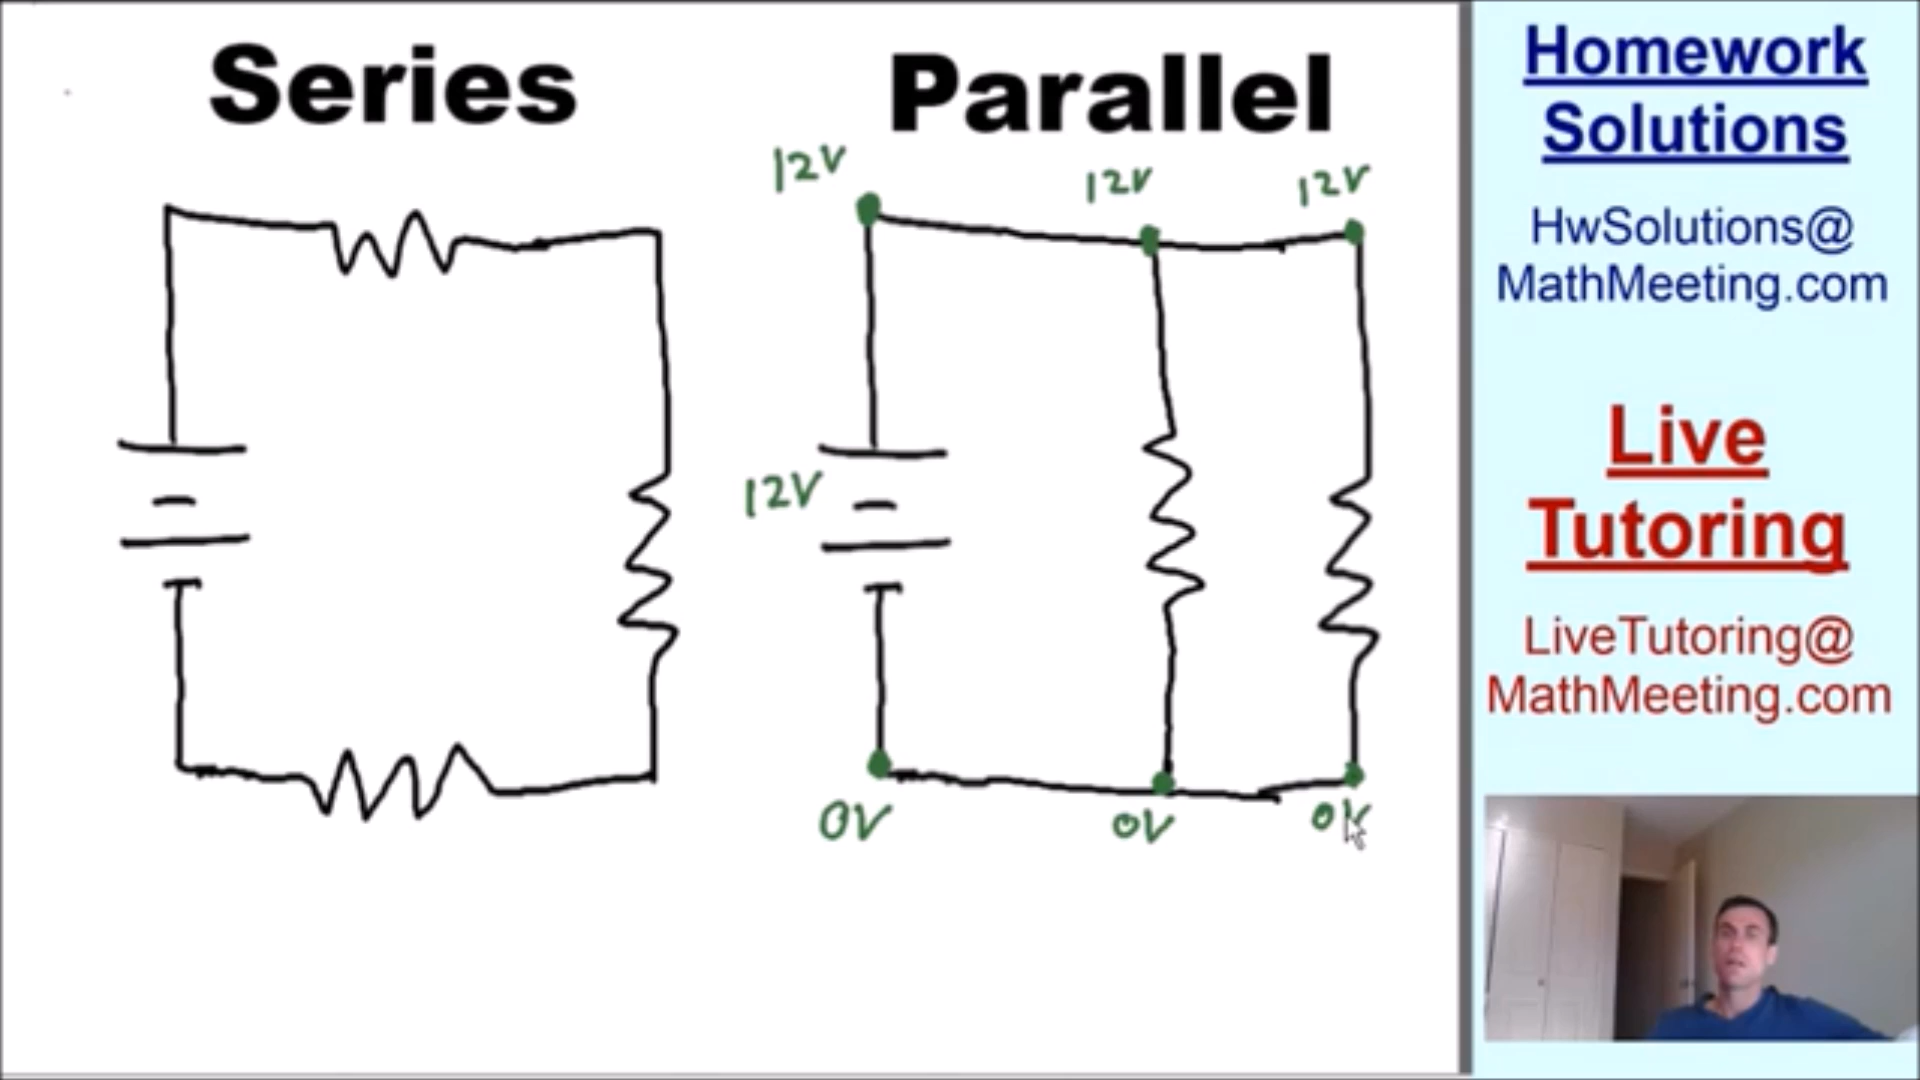 Series
Parallel
12V
12V
12V
12V
0V
0V
0V
Homework
Solutions
HwSolutions@
MathMeeting.com
Live
Tutoring
LiveTutoring@
MathMeeting.com